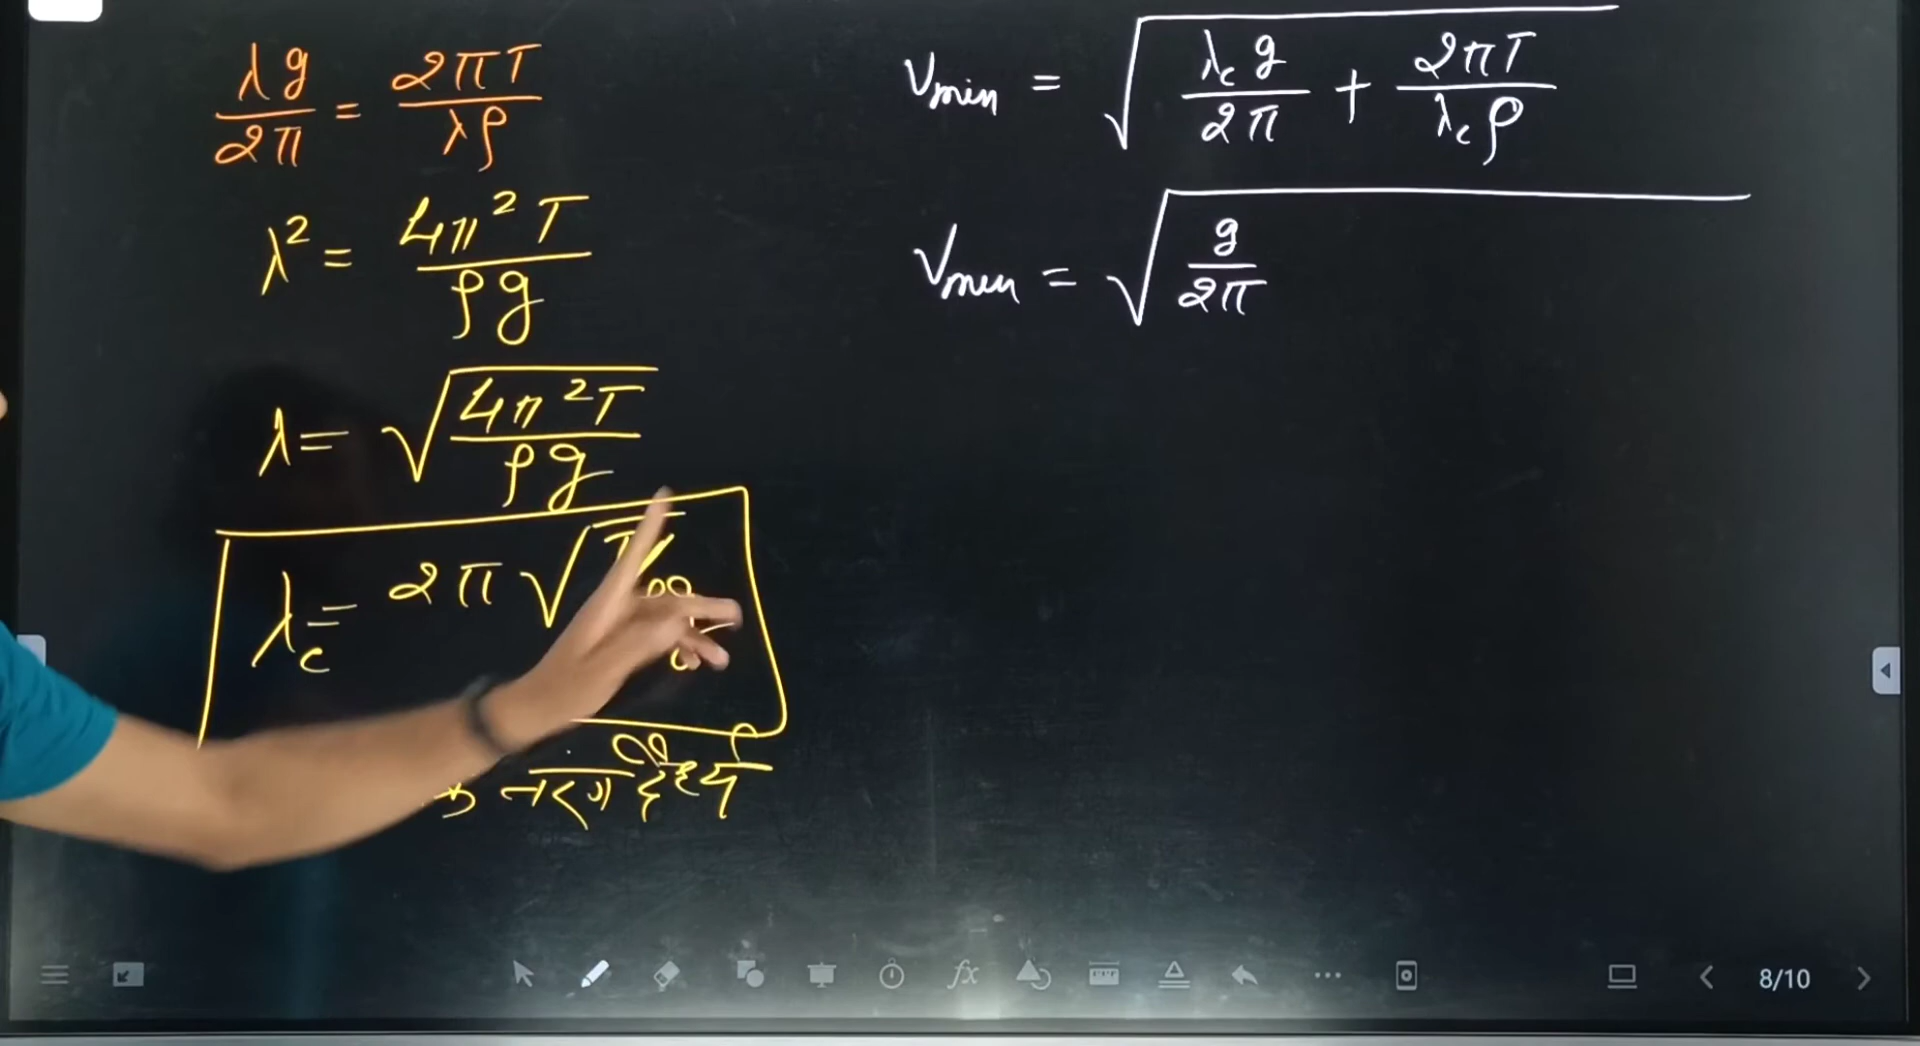 λg/2π = 2πT/λρ
λ² = 4π²T/ρg
λ = √(4π²T/ρg)
λc = 2π √(T/ρg)
तरंग दैर्ध्य
Vmin = √(λc g/2π + 2πT/λc ρ)
Vmin = √(g/2π
8/10